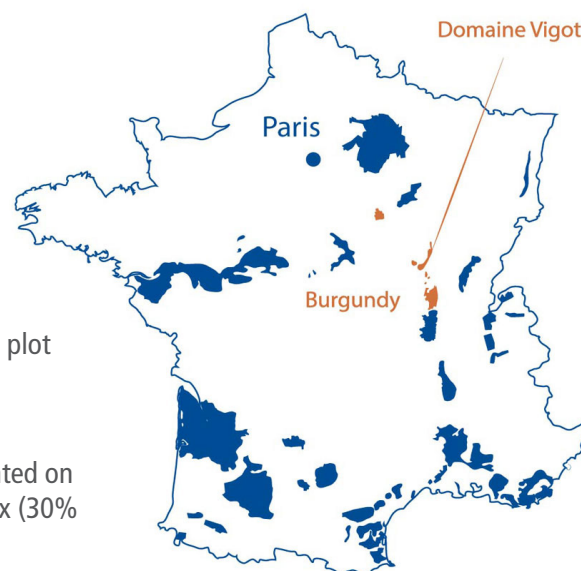 Domaine Vigot
Paris
Burgundy
plot
ted on
x (30%